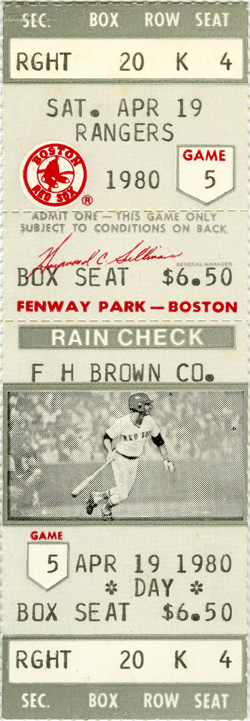 SEC. BOX ROW SEAT
RGHT 20 K 4
SAT. APR 19
RANGERS
BOSTON
RED SOX
®
1980
GAME
5
ADMIT ONE — THIS GAME ONLY
SUBJECT TO CONDITIONS ON BACK
Haywood C. Sullivan
GENERAL MANAGER
BOX SEAT $6.50
FENWAY PARK — BOSTON
RAIN CHECK
F H BROWN CO.
RED SOX
GAME
5
APR 19 1980
* DAY *
BOX SEAT $6.50
RGHT 20 K 4
SEC. BOX ROW SEAT